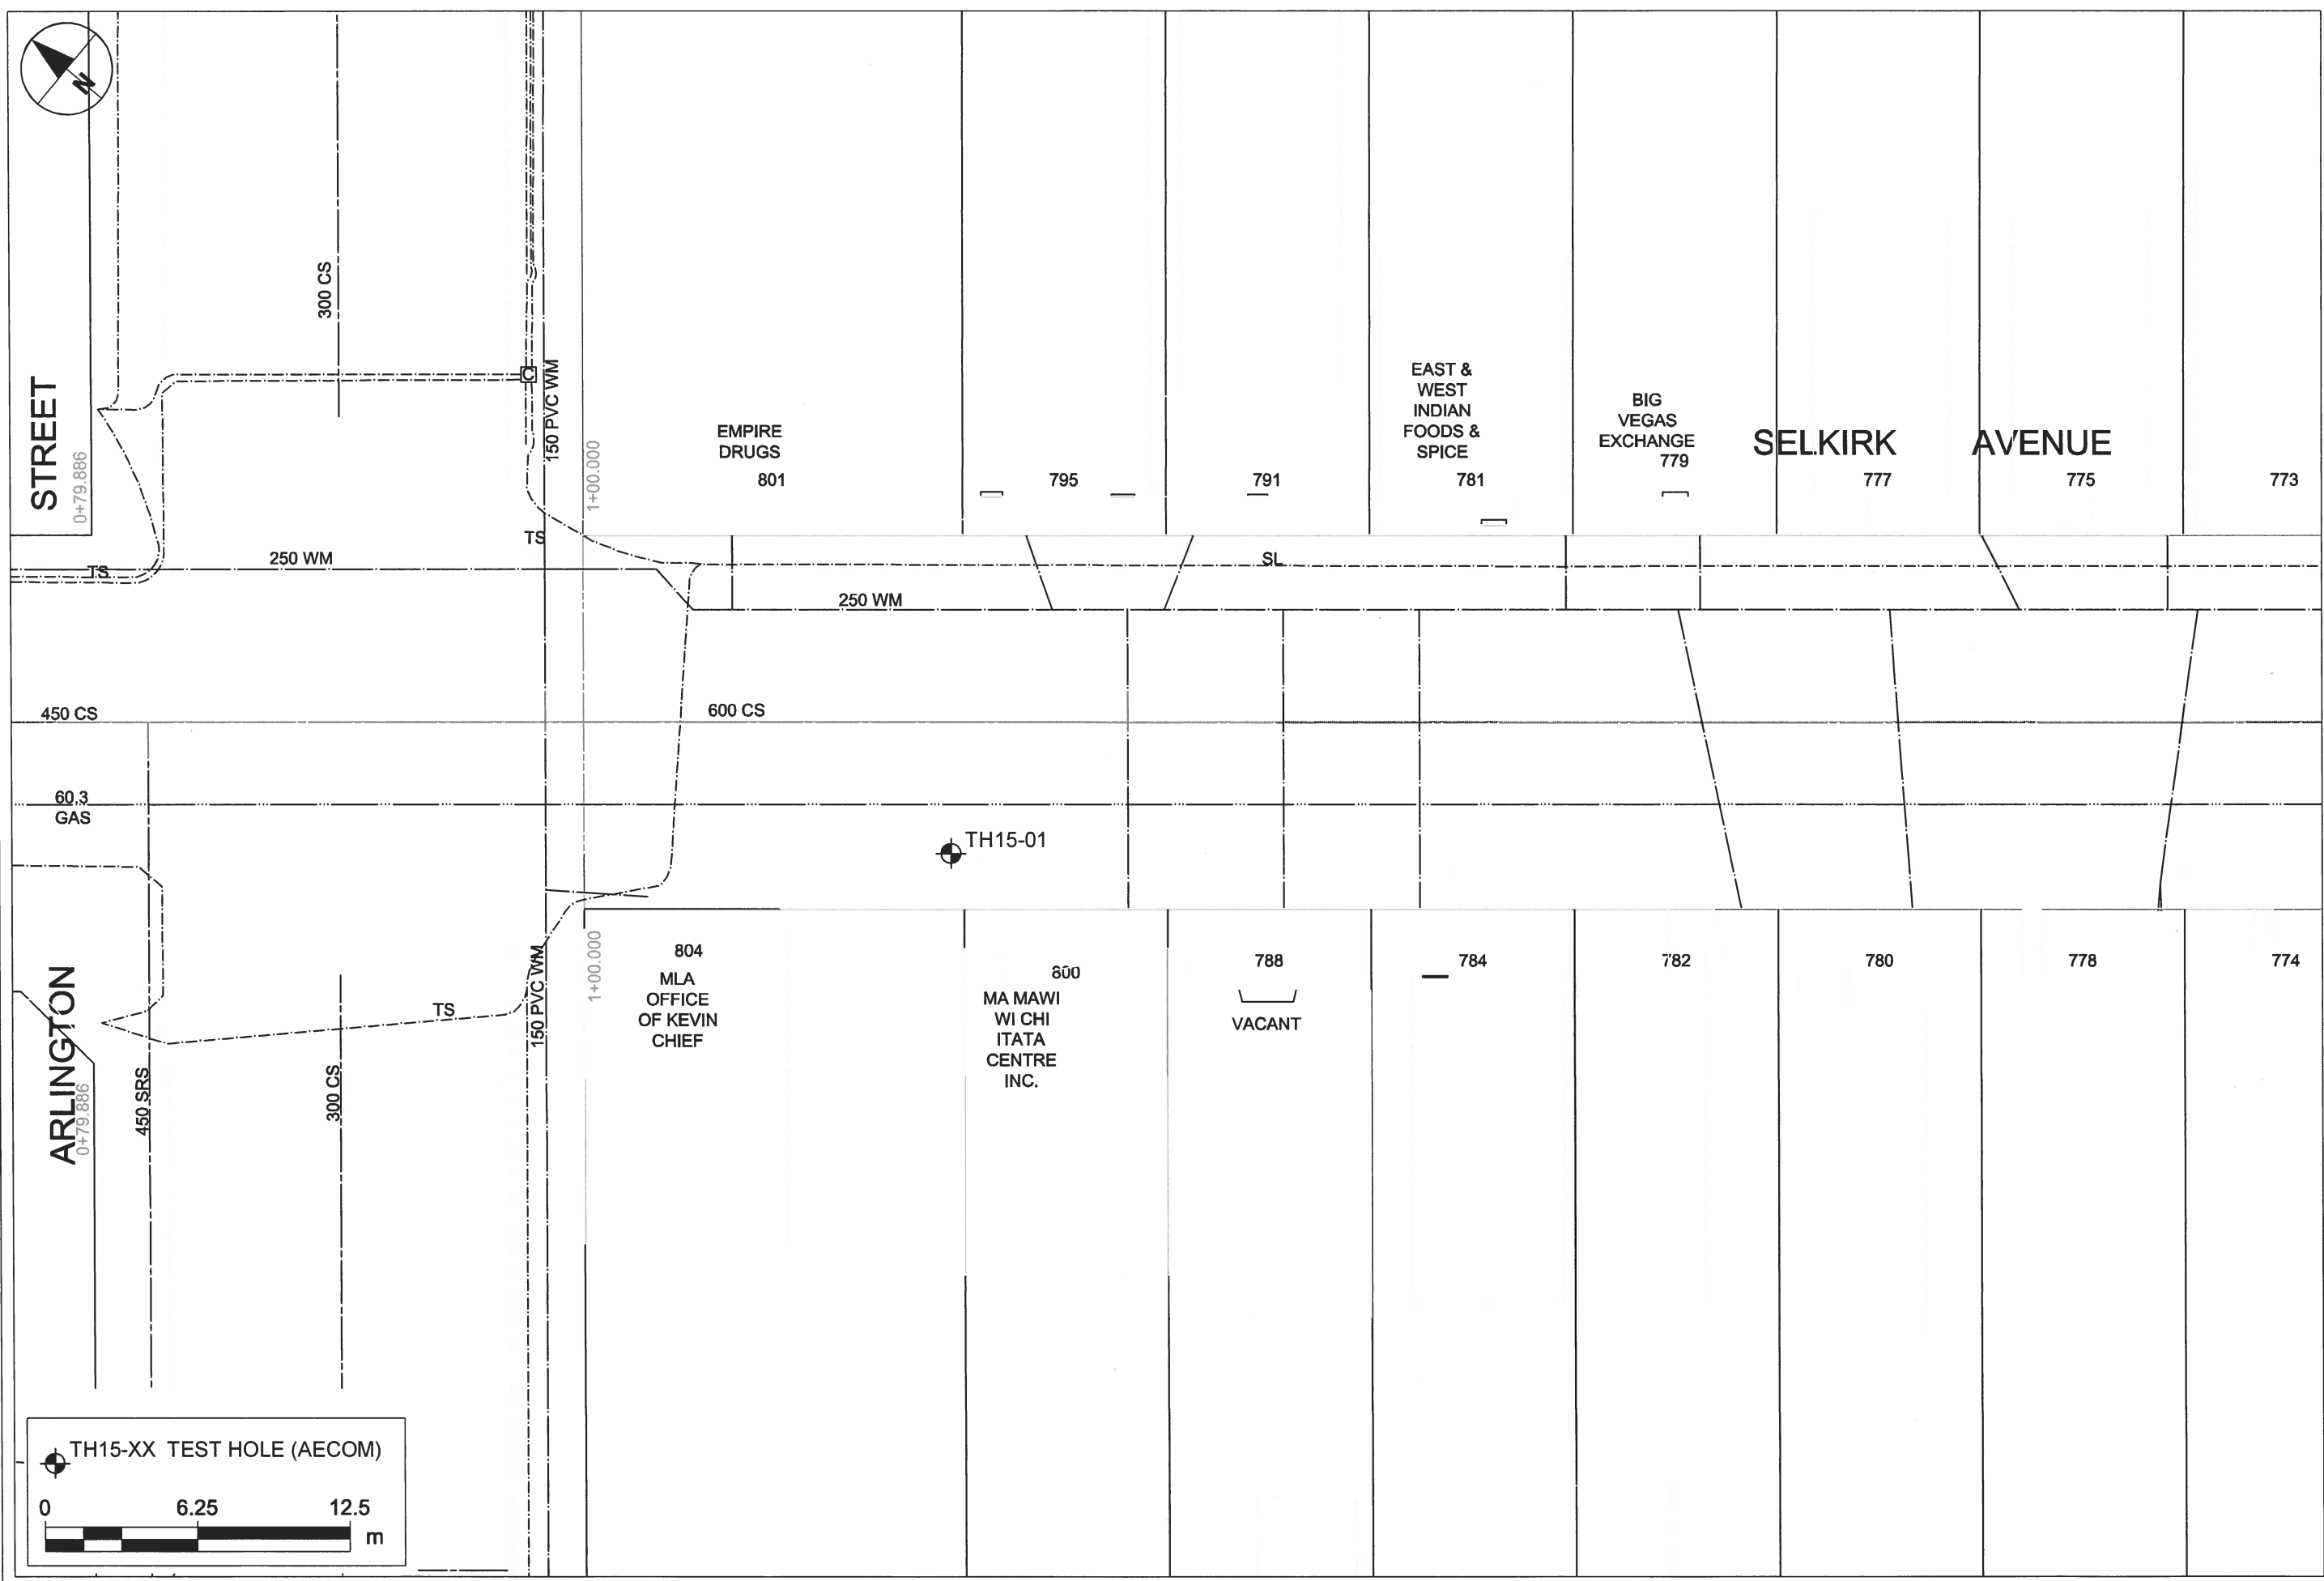 N
300 CS
STREET
0+79.886
C
150 PVC WM
1+00.000
TS
TS
250 WM
EMPIRE
DRUGS
801
795
791
EAST &
WEST
INDIAN
FOODS &
SPICE
781
BIG
VEGAS
EXCHANGE
779
SELKIRK AVENUE
777
775
773
SL
250 WM
450 CS
600 CS
60.3
GAS
TH15-01
ARLINGTON
0+79.886
450 SRS
300 CS
TS
150 PVC WM
1+00.000
804
MLA
OFFICE
OF KEVIN
CHIEF
800
MA MAWI
WI CHI
ITATA
CENTRE
INC.
788
VACANT
784
782
780
778
774
TH15-XX TEST HOLE (AECOM)
0 6.25 12.5
m